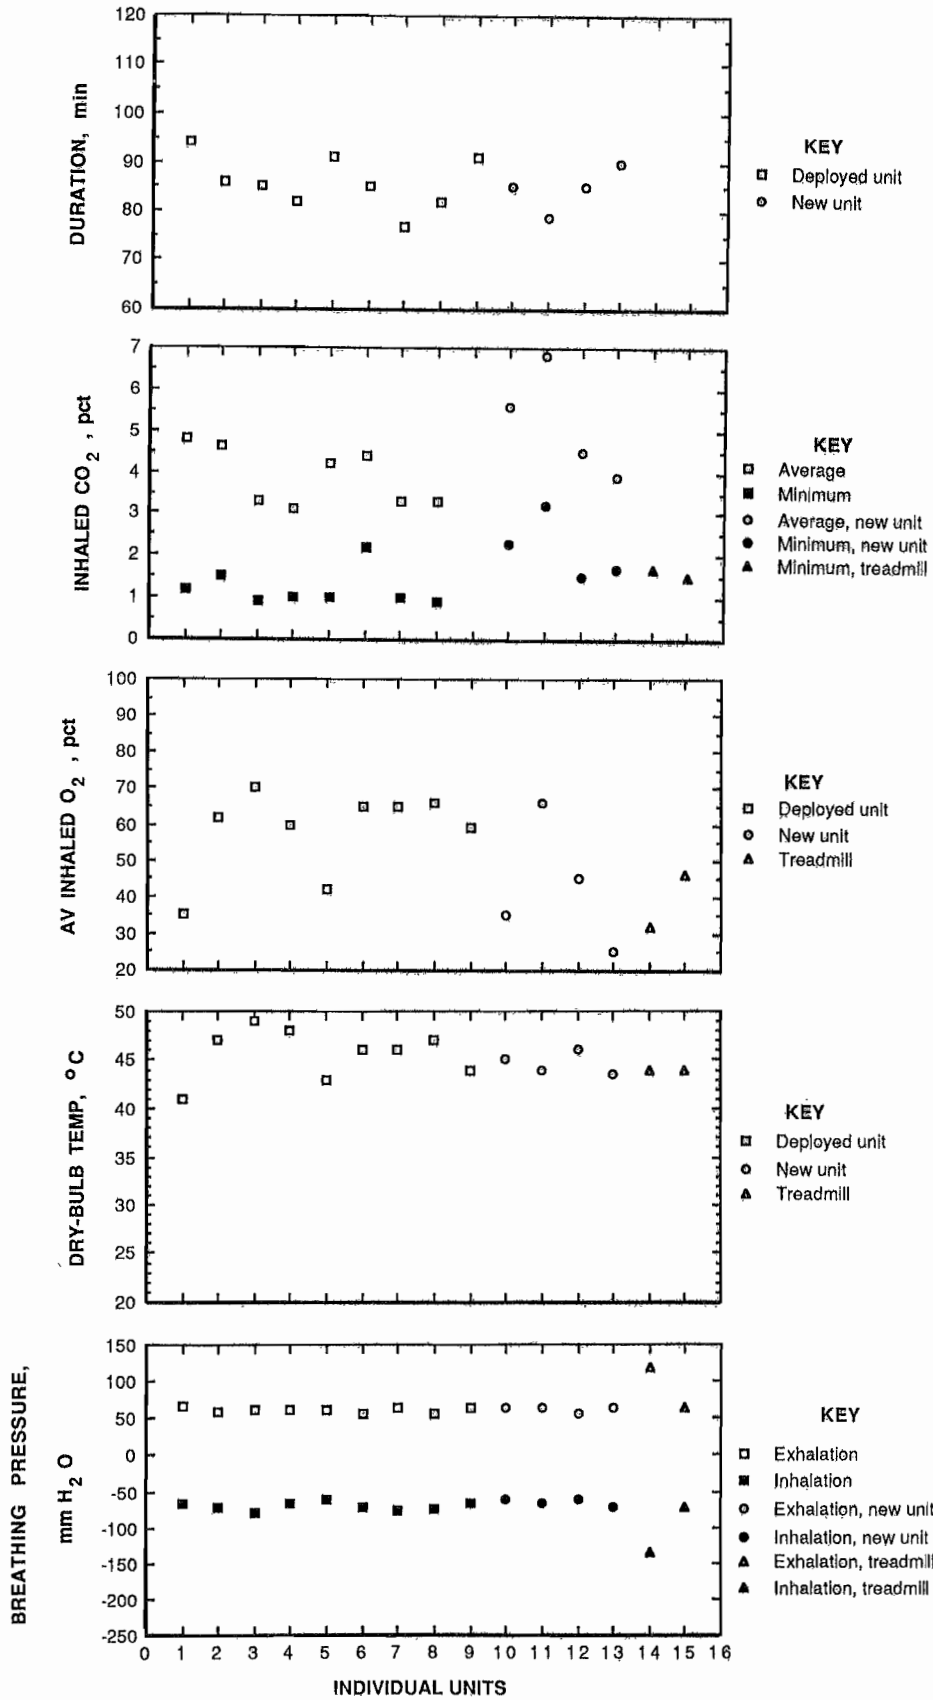 120
110
100
90
80
70
60
DURATION, min
KEY
Deployed unit
New unit
7
6
5
4
3
2
1
0
INHALED CO2 , pct
KEY
Average
Minimum
Average, new unit
Minimum, new unit
Minimum, treadmill
100
90
80
70
60
50
40
30
20
AV INHALED O2 , pct
KEY
Deployed unit
New unit
Treadmill
50
45
40
35
30
25
20
DRY-BULB TEMP, °C
KEY
Deployed unit
New unit
Treadmill
150
100
50
0
-50
-100
-150
-200
-250
BREATHING PRESSURE,
mm H2O
KEY
Exhalation
Inhalation
Exhalation, new unit
Inhalation, new unit
Exhalation, treadmill
Inhalation, treadmill
0 1 2 3 4 5 6 7 8 9 10 11 12 13 14 15 16
INDIVIDUAL UNITS